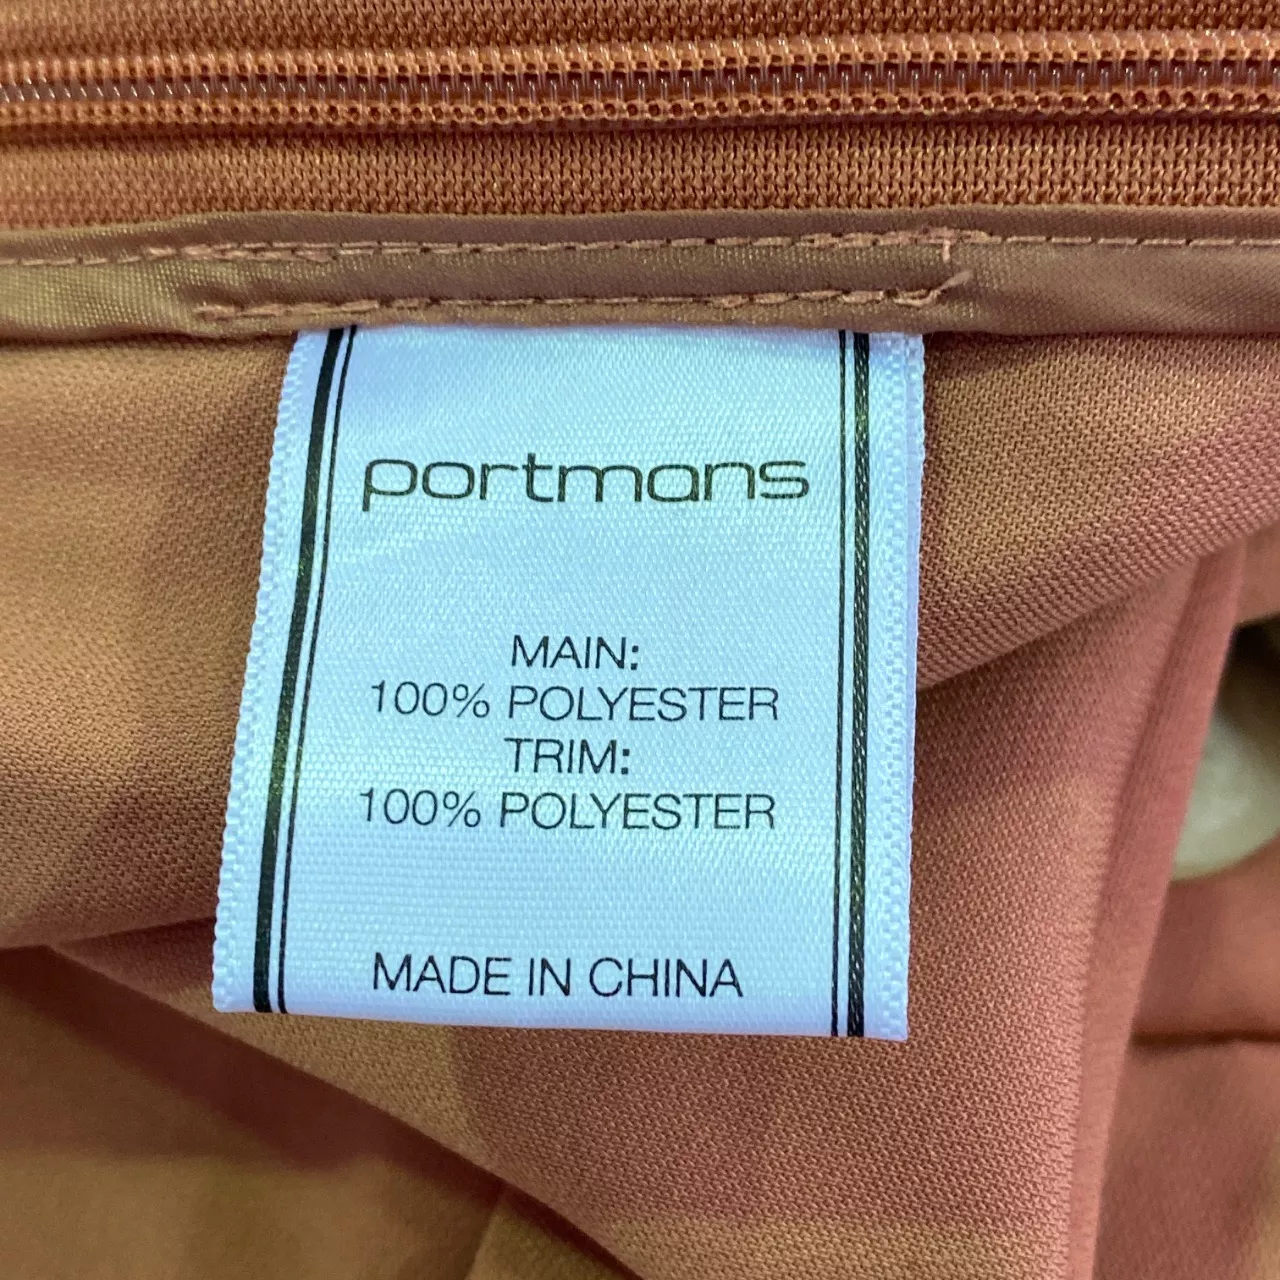 portmans
MAIN:
100% POLYESTER
TRIM:
100% POLYESTER
MADE IN CHINA